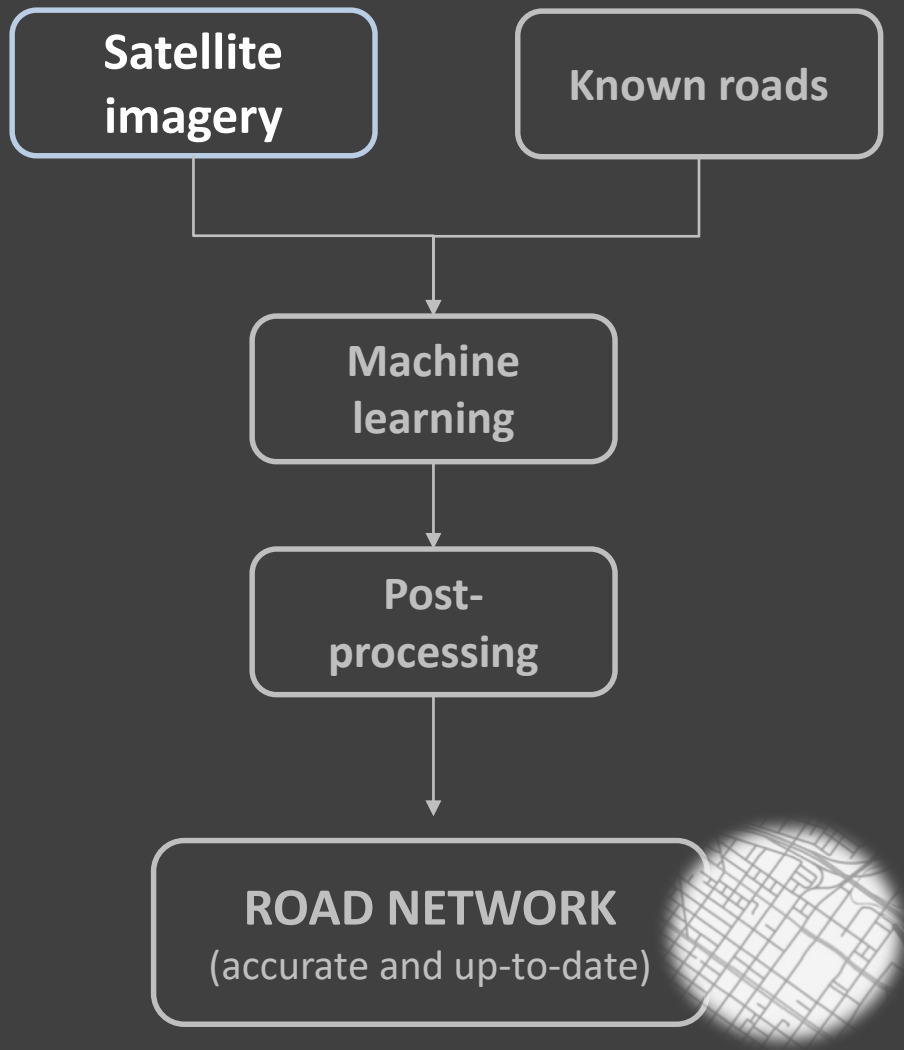 Satellite
imagery
Known roads
Machine
learning
Post-
processing
ROAD NETWORK
(accurate and up-to-date)